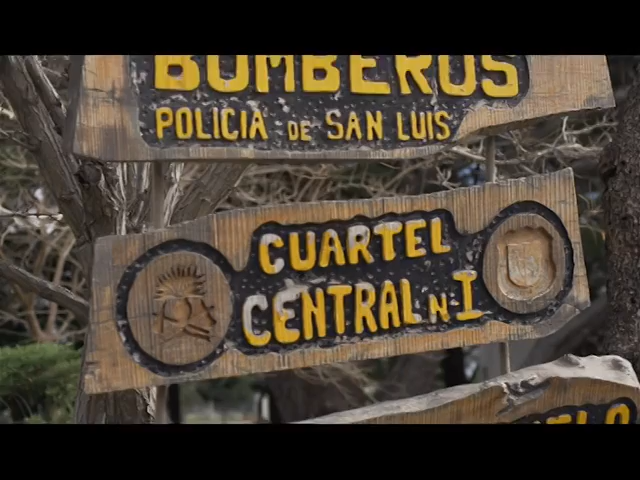 BOMBEROS
POLICIA DE SAN LUIS
CUARTEL
CENTRAL N-I